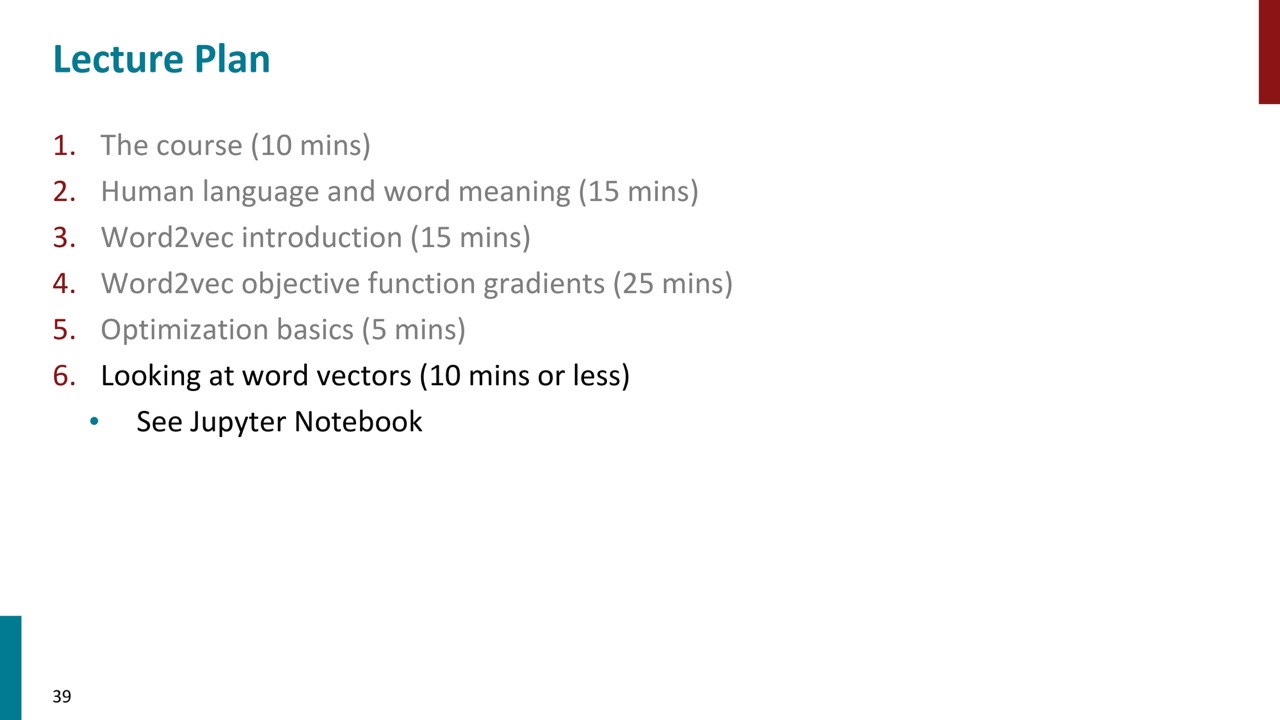 Lecture Plan
1. The course (10 mins)
2. Human language and word meaning (15 mins)
3. Word2vec introduction (15 mins)
4. Word2vec objective function gradients (25 mins)
5. Optimization basics (5 mins)
6. Looking at word vectors (10 mins or less)
• See Jupyter Notebook
39